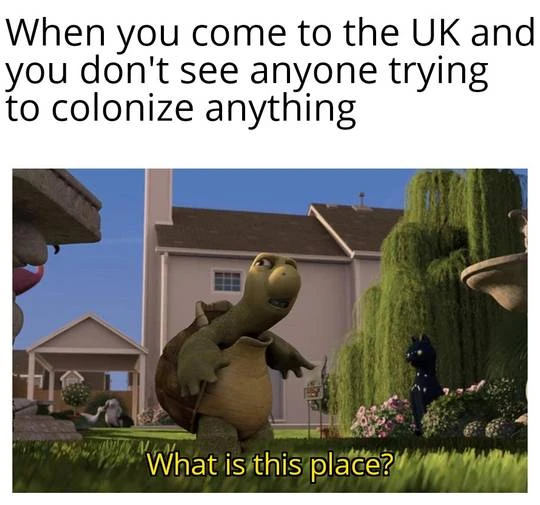 When you come to the UK and
you don't see anyone trying
to colonize anything
What is this place?